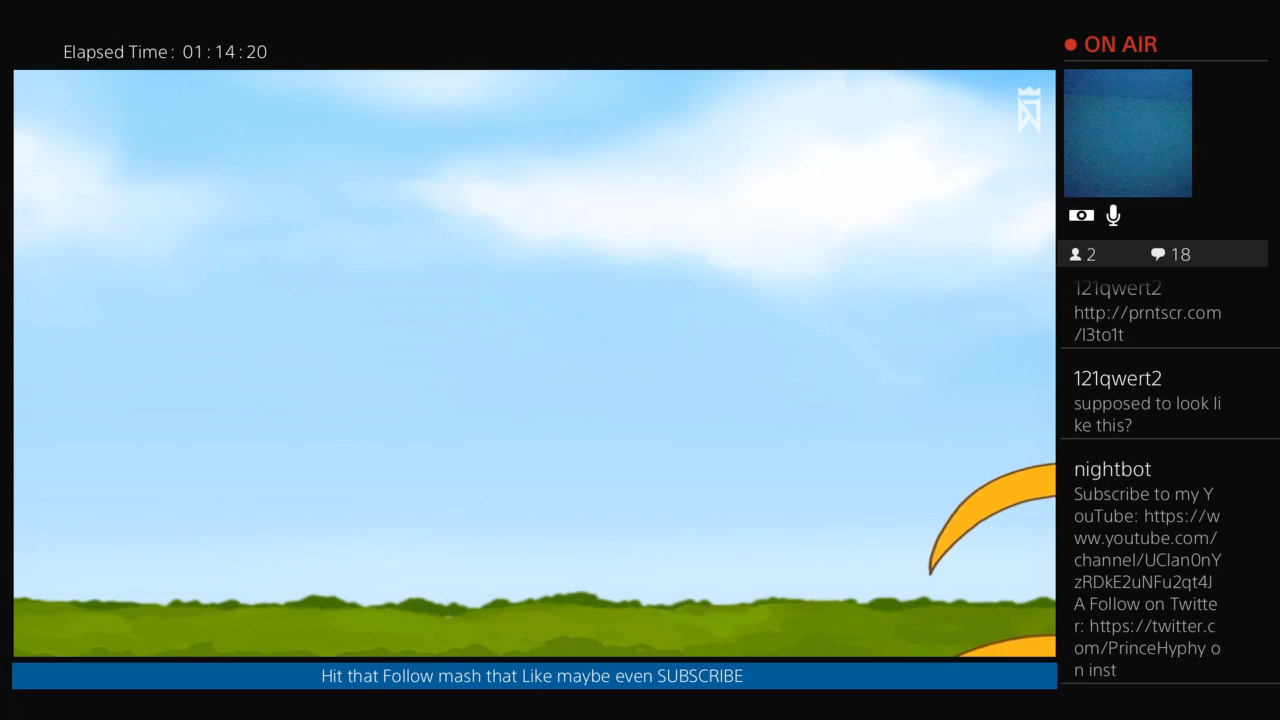 Elapsed Time: 01:14:20
ON AIR
2
18
121qwert2
http://prntscr.com
/l3to1t
121qwert2
supposed to look li
ke this?
nightbot
Subscribe to my Y
ouTube: https://w
ww.youtube.com/
channel/UClan0nY
zRDkE2uNFu2qt4J
A Follow on Twitte
r: https://twitter.c
om/PrinceHyphy o
n inst
Hit that Follow mash that Like maybe even SUBSCRIBE